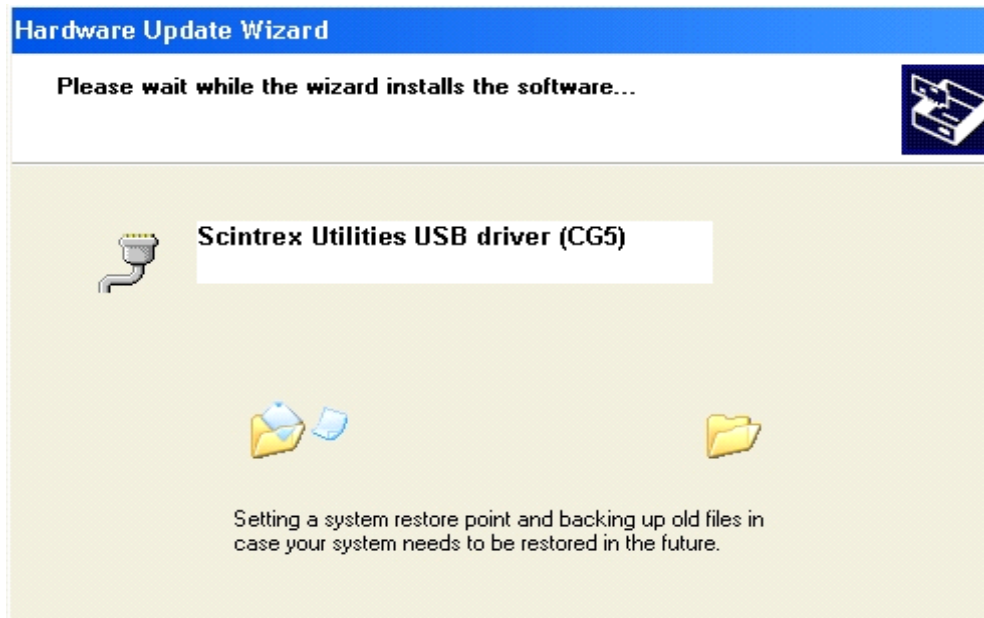 Hardware Update Wizard
Please wait while the wizard installs the software...
Scintrex Utilities USB driver (CG5)
Setting a system restore point and backing up old files in
case your system needs to be restored in the future.